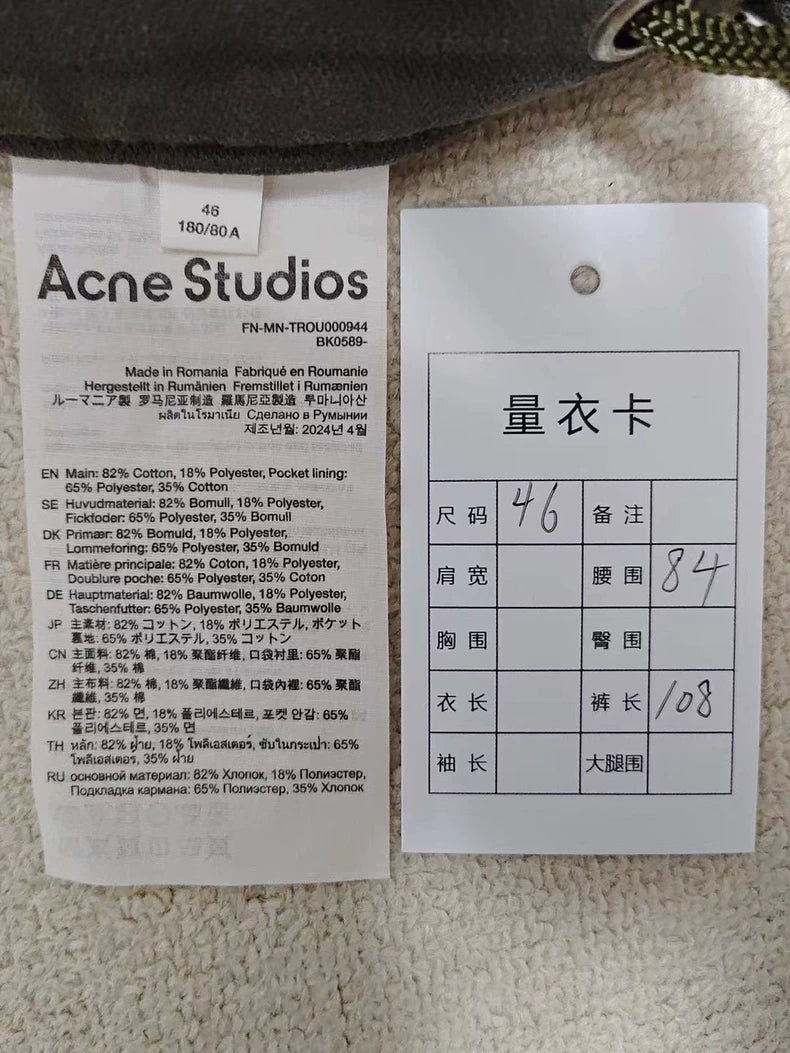 46
180/80 A
Acne Studios
FN-MN-TROU000944
BK0589-
Made in Romania Fabriqué en Roumanie
Hergestellt in Rumänien Fremstillet i Rumænien
ルーマニア製 罗马尼亚制造 羅馬尼亞製造 루마니아산
ผลิตในโรมาเนีย Сделано в Румынии
제조년월: 2024년 4월
EN Main: 82% Cotton, 18% Polyester, Pocket lining:
65% Polyester, 35% Cotton
SE Huvudmaterial: 82% Bomull, 18% Polyester,
Fickfoder: 65% Polyester, 35% Bomull
DK Primær: 82% Bomuld, 18% Polyester,
Lommeforing: 65% Polyester, 35% Bomuld
FR Matière principale: 82% Coton, 18% Polyester,
Doublure poche: 65% Polyester, 35% Coton
DE Hauptmaterial: 82% Baumwolle, 18% Polyester,
Taschenfutter: 65% Polyester, 35% Baumwolle
JP 主素材: 82% コットン, 18% ポリエステル, ポケット
裏地: 65% ポリエステル, 35% コットン
CN 主面料: 82% 棉, 18% 聚酯纤维, 口袋衬里: 65% 聚酯
纤维, 35% 棉
ZH 主布料: 82% 棉, 18% 聚酯纖維, 口袋內裡: 65% 聚酯
纖維, 35% 棉
KR 본판: 82% 면, 18% 폴리에스테르, 포켓 안감: 65%
폴리에스테르, 35% 면
TH หลัก: 82% ฝ้าย, 18% โพลีเอสเตอร์, ซับในกระเป๋า: 65%
โพลีเอสเตอร์, 35% ฝ้าย
RU основной материал: 82% Хлопок, 18% Полиэстер,
Подкладка кармана: 65% Полиэстер, 35% Хлопок
量衣卡
尺码 46 备注
肩宽 腰围 84
胸围 臀围
衣长 裤长 108
袖长 大腿围